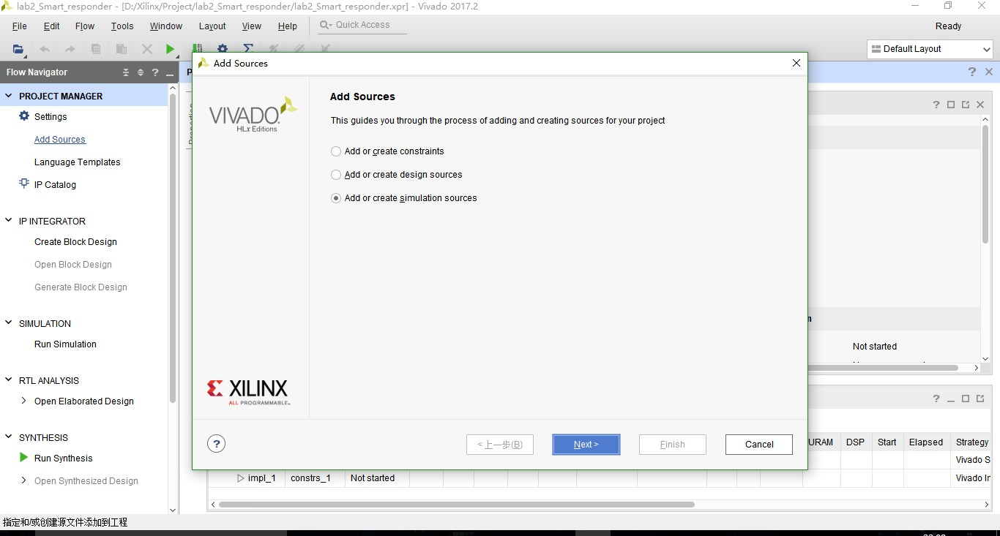 lab2_Smart_responder - [D:/Xilinx/Project/lab2_Smart_responder/lab2_Smart_responder.xpr] - Vivado 2017.2
File Edit Flow Tools Window Layout View Help
Quick Access
Ready
Default Layout
Flow Navigator
PROJECT MANAGER
Settings
Add Sources
Language Templates
IP Catalog
IP INTEGRATOR
Create Block Design
Open Block Design
Generate Block Design
SIMULATION
Run Simulation
RTL ANALYSIS
Open Elaborated Design
SYNTHESIS
Run Synthesis
Open Synthesized Design
Add Sources
VIVADO
HLx Editions
Add Sources
This guides you through the process of adding and creating sources for your project
Add or create constraints
Add or create design sources
Add or create simulation sources
XILINX
ALL PROGRAMMABLE
?
< 上一步(B)
Next >
Finish
Cancel
Not started
URAM DSP Start Elapsed Strategy
Vivado S
impl_1 constrs_1 Not started Vivado In
指定和/或创建源文件添加到工程